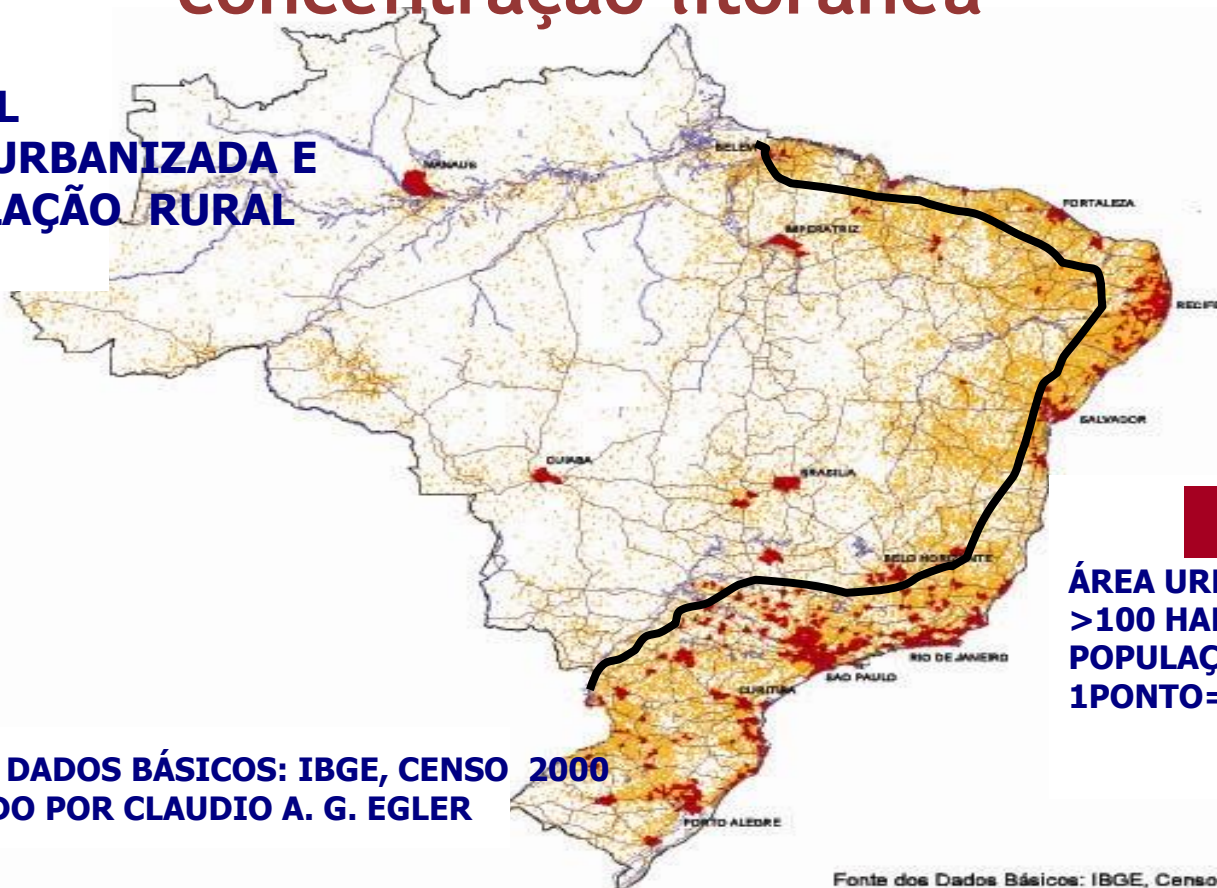 concentração litorânea
L
URBANIZADA E
AÇÃO RURAL
MANAUS
BELEM
FORTALEZA
IMPERATRIZ
RECIFE
SALVADOR
CUIABA
BRASILIA
BELO HORIZONTE
RIO DE JANEIRO
SAO PAULO
CURITIBA
PORTO ALEGRE
ÁREA UR
>100 HA
POPULAÇ
1PONTO=
DADOS BÁSICOS: IBGE, CENSO 2000
DO POR CLAUDIO A. G. EGLER
Fonte dos Dados Básicos: IBGE, Censo